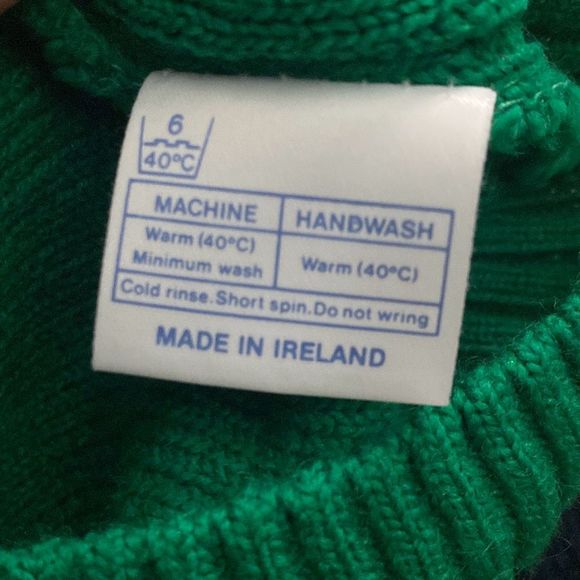 6
40°C
MACHINE HANDWASH
Warm (40°C)
Minimum wash
Warm (40°C)
Cold rinse.Short spin.Do not wring
MADE IN IRELAND